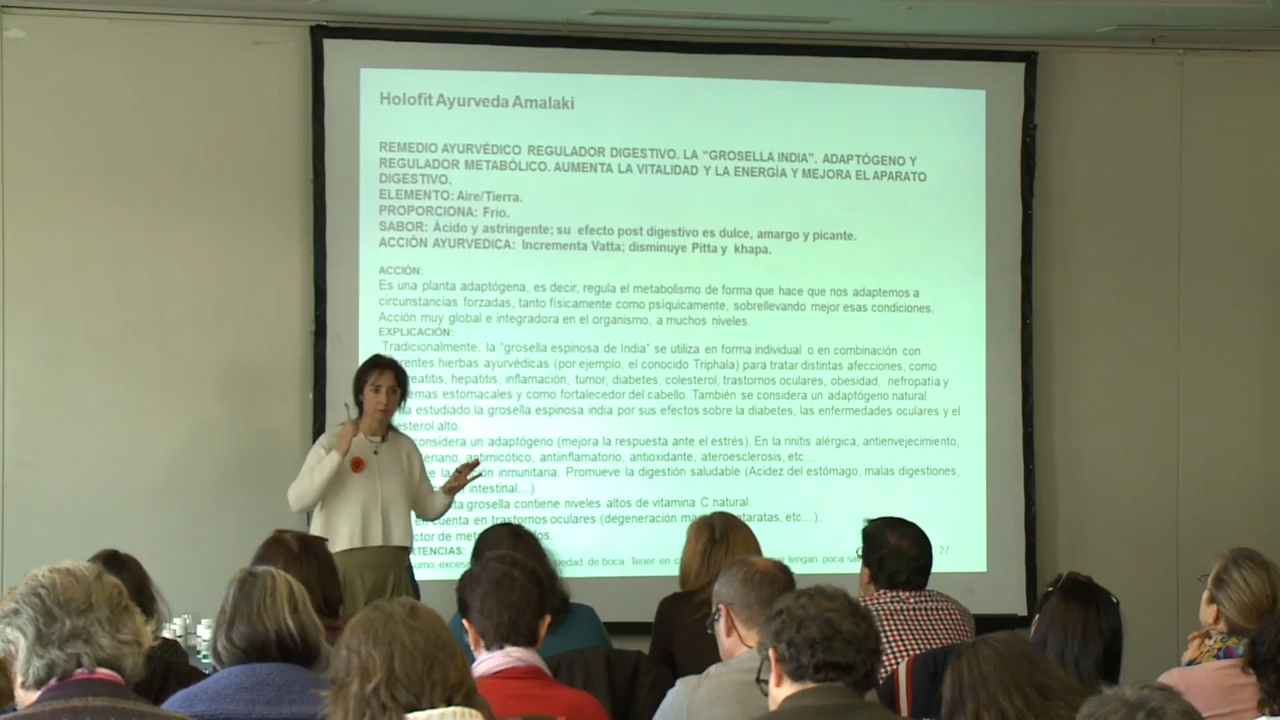 Holofit Ayurveda Amalaki
REMEDIO AYURVÉDICO REGULADOR DIGESTIVO. LA “GROSELLA INDIA”. ADAPTÓGENO Y
REGULADOR METABÓLICO. AUMENTA LA VITALIDAD Y LA ENERGÍA Y MEJORA EL APARATO
DIGESTIVO.
ELEMENTO: Aire/Tierra.
PROPORCIONA: Frio.
SABOR: Ácido y astringente; su efecto post digestivo es dulce, amargo y picante.
ACCIÓN AYURVEDICA: Incrementa Vatta; disminuye Pitta y khapa.
ACCIÓN:
Es una planta adaptógena, es decir, regula el metabolismo de forma que hace que nos adaptemos a
circunstancias forzadas, tanto físicamente como psíquicamente, sobrellevando mejor esas condiciones.
Acción muy global e integradora en el organismo, a muchos niveles.
EXPLICACIÓN:
Tradicionalmente, la “grosella espinosa de India” se utiliza en forma individual o en combinación con
hierbas ayurvédicas (por ejemplo, el conocido Triphala) para tratar distintas afecciones, como
hepatitis, inflamación, tumor, diabetes, colesterol, trastornos oculares, obesidad, nefropatía y
estomacales y como fortalecedor del cabello. También se considera un adaptógeno natural.
estudiado la grosella espinosa india por sus efectos sobre la diabetes, las enfermedades oculares y el
alto.
considera un adaptógeno (mejora la respuesta ante el estrés). En la rinitis alérgica, antienvejecimiento,
antimicótico, antiinflamatorio, antioxidante, ateroesclerosis, etc...
inmunitaria. Promueve la digestión saludable (Acidez del estómago, malas digestiones,
intestinal...)
grosella contiene niveles altos de vitamina C natural.
en cuenta en trastornos oculares (degeneración etc...).
de boca. Tener en tengan poca
27